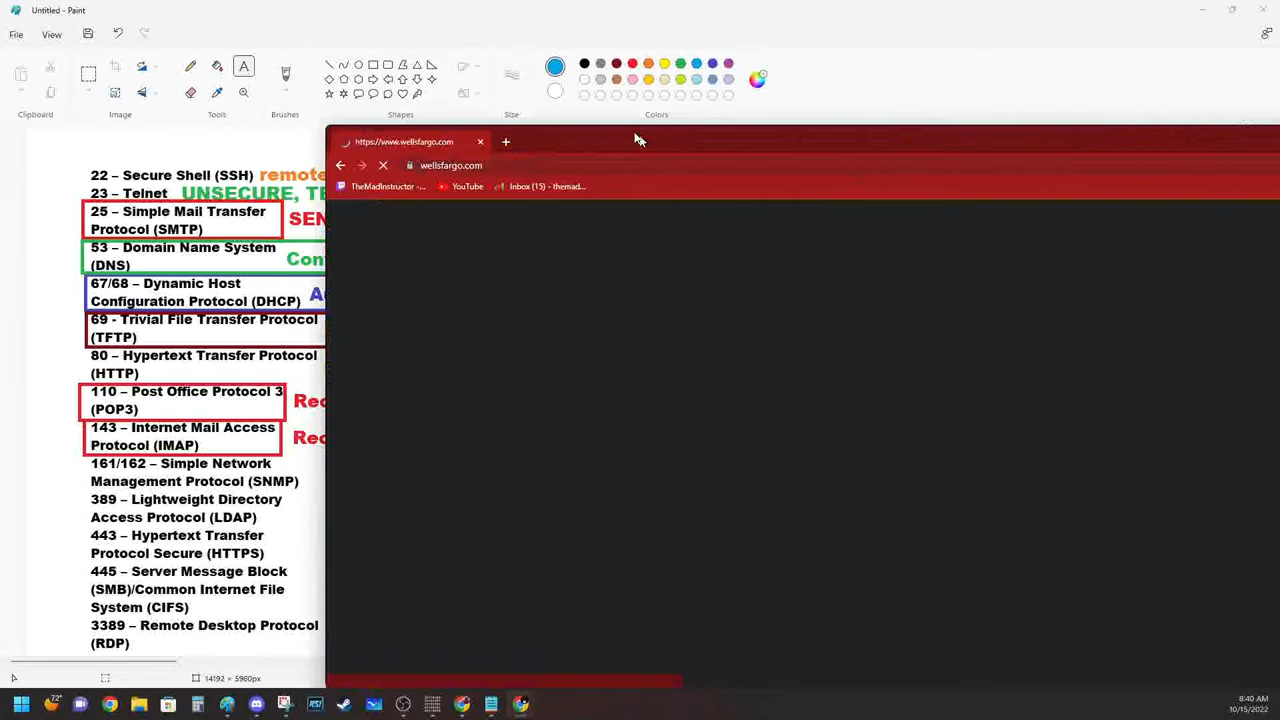 Untitled - Paint
File View
Clipboard Image Tools Brushes Shapes Size Colors
https://www.wellsfargo.com
wellsfargo.com
TheMadInstructor -... YouTube Inbox (15) - themad...
22 – Secure Shell (SSH) remote
23 – Telnet UNSECURE, TE
25 – Simple Mail Transfer
Protocol (SMTP)
SEN
53 – Domain Name System
(DNS)
Con
67/68 – Dynamic Host
Configuration Protocol (DHCP)
A
69 - Trivial File Transfer Protocol
(TFTP)
80 – Hypertext Transfer Protocol
(HTTP)
110 – Post Office Protocol 3
(POP3)
Rec
143 – Internet Mail Access
Protocol (IMAP)
Rec
161/162 – Simple Network
Management Protocol (SNMP)
389 – Lightweight Directory
Access Protocol (LDAP)
443 – Hypertext Transfer
Protocol Secure (HTTPS)
445 – Server Message Block
(SMB)/Common Internet File
System (CIFS)
3389 – Remote Desktop Protocol
(RDP)
14192 × 5960px
72°
RSI
8:40 AM
10/15/2022